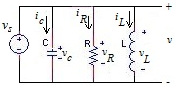 i_c i_R i_L +
v_s + C + v_c R + v_R L + v_L v
- - - - -